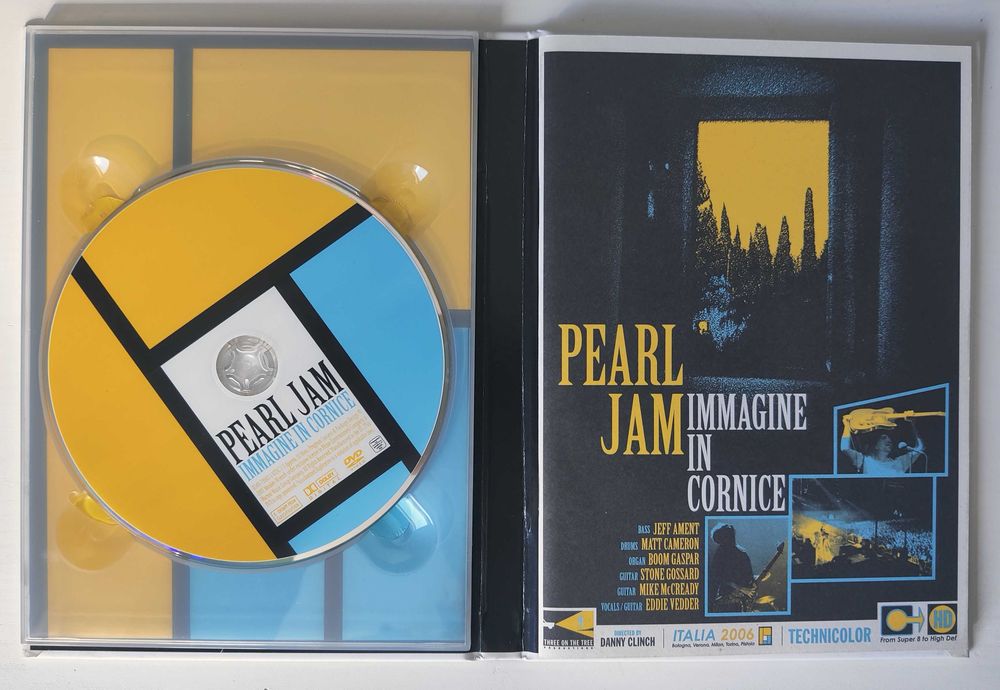 PEARL JAM
IMMAGINE IN CORNICE
DOLBY
DVD
PEARL
JAM
IMMAGINE
IN
CORNICE
BASS JEFF AMENT
DRUMS MATT CAMERON
ORGAN BOOM GASPAR
GUITAR STONE GOSSARD
GUITAR MIKE McCREADY
VOCALS / GUITAR EDDIE VEDDER
THREE ON THE TREE
PRODUCTIONS
DIRECTED BY
DANNY CLINCH
ITALIA 2006
Bologna, Verona, Milan, Torino, Pistoia
TECHNICOLOR
HD
From Super 8 to High Def